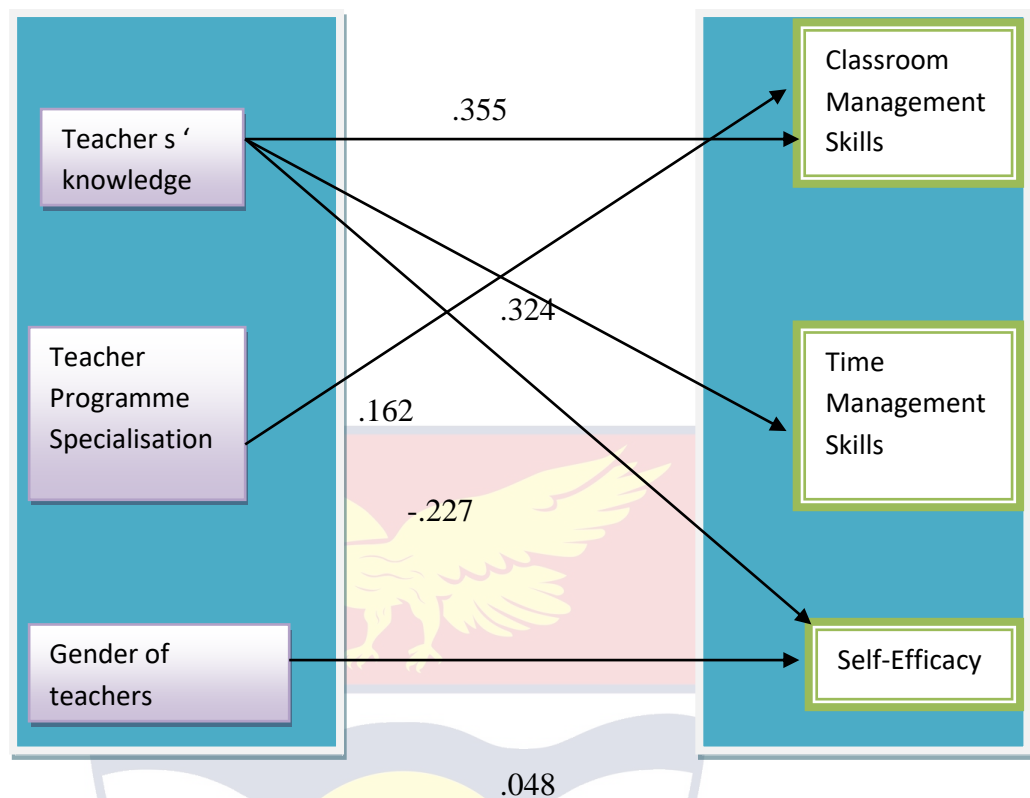 Teacher s ‘
knowledge
Teacher
Programme
Specialisation
Gender of
teachers
.355
.324
.162
-.227
.048
Classroom
Management
Skills
Time
Management
Skills
Self-Efficacy